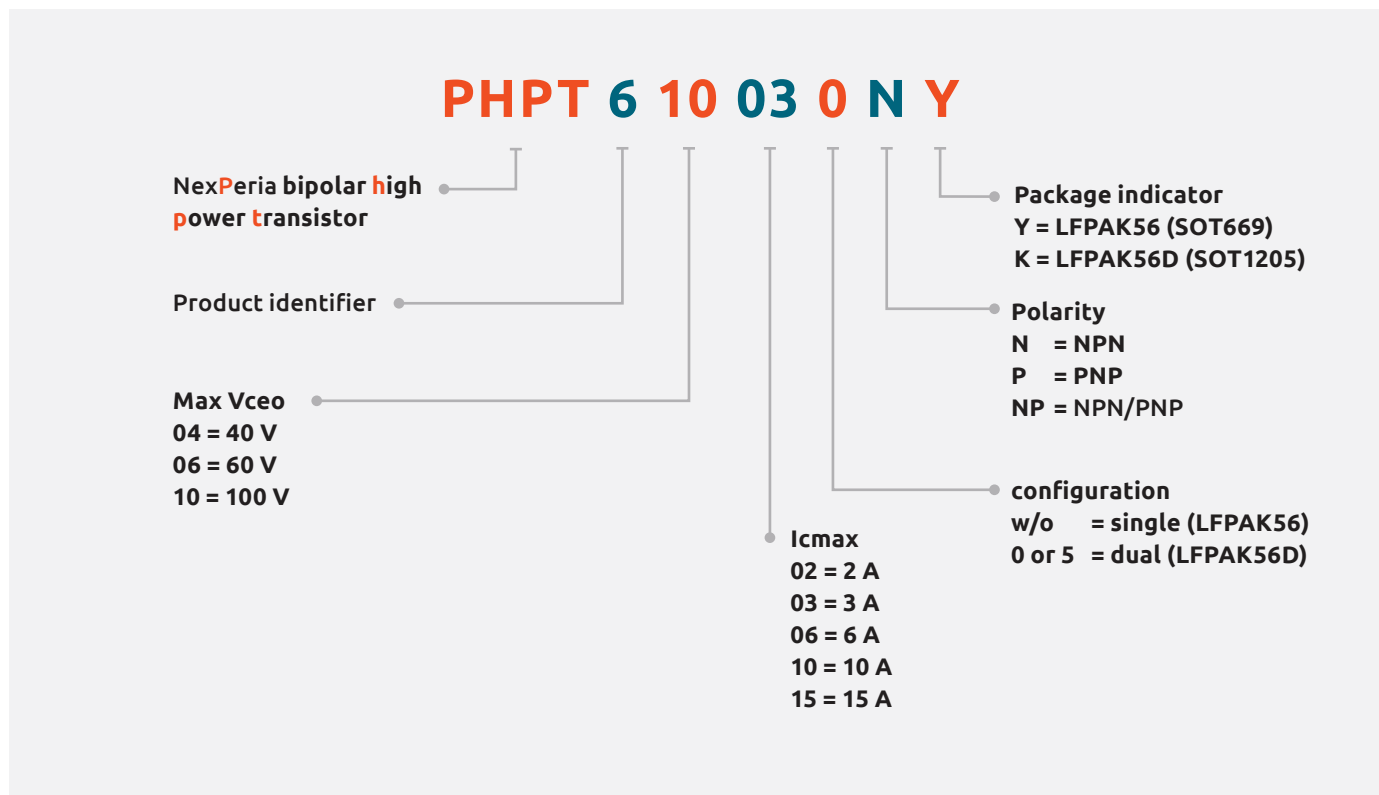 PHPT 6 10 03 0 N Y
NexPeria bipolar high
power transistor
Product identifier
Max Vceo
04 = 40 V
06 = 60 V
10 = 100 V
Icmax
02 = 2 A
03 = 3 A
06 = 6 A
10 = 10 A
15 = 15 A
Package indicator
Y = LFPAK56 (SOT669)
K = LFPAK56D (SOT1205)
Polarity
N = NPN
P = PNP
NP = NPN/PNP
configuration
w/o = single (LFPAK56)
0 or 5 = dual (LFPAK56D)